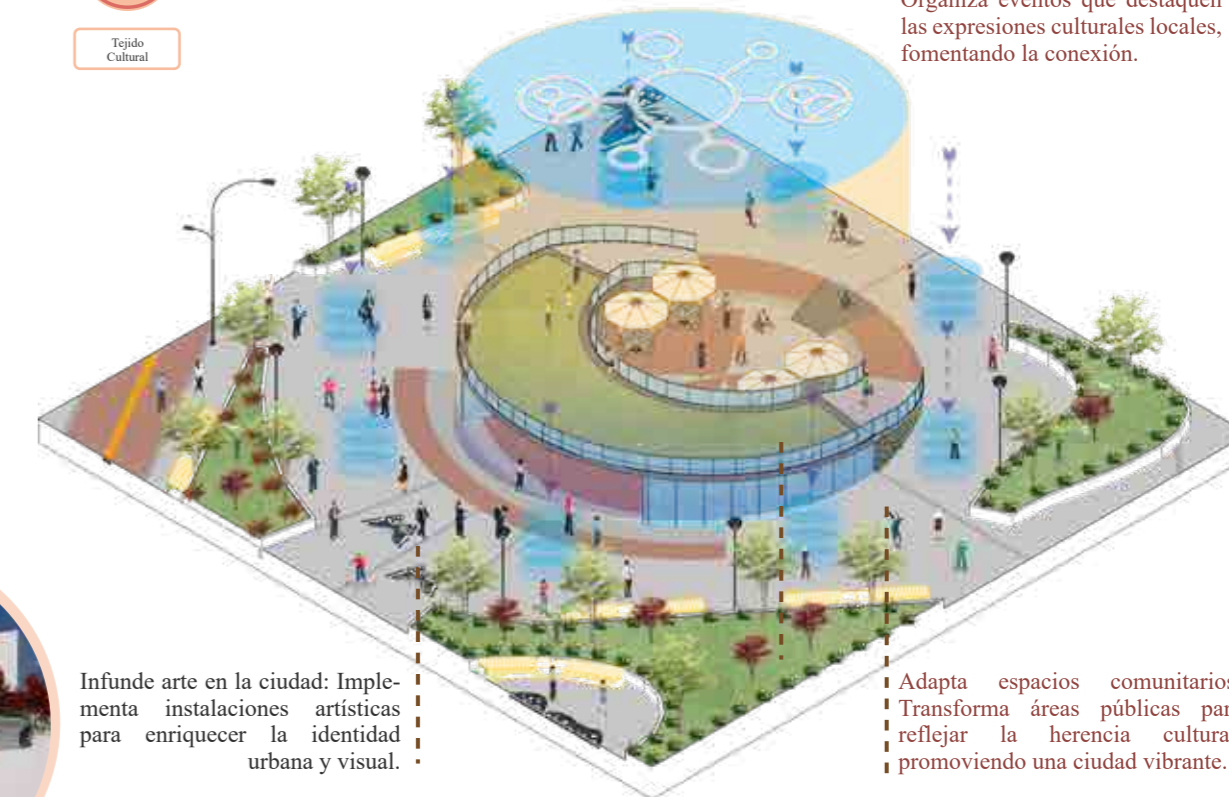 Organiza eventos que destaquen
las expresiones culturales locales,
fomentando la conexión.
Tejido
Cultural
Infunde arte en la ciudad: Imple-
menta instalaciones artísticas
para enriquecer la identidad
urbana y visual.
Adapta espacios comunitarios
Transforma áreas públicas par
reflejar la herencia cultura
promoviendo una ciudad vibrante.